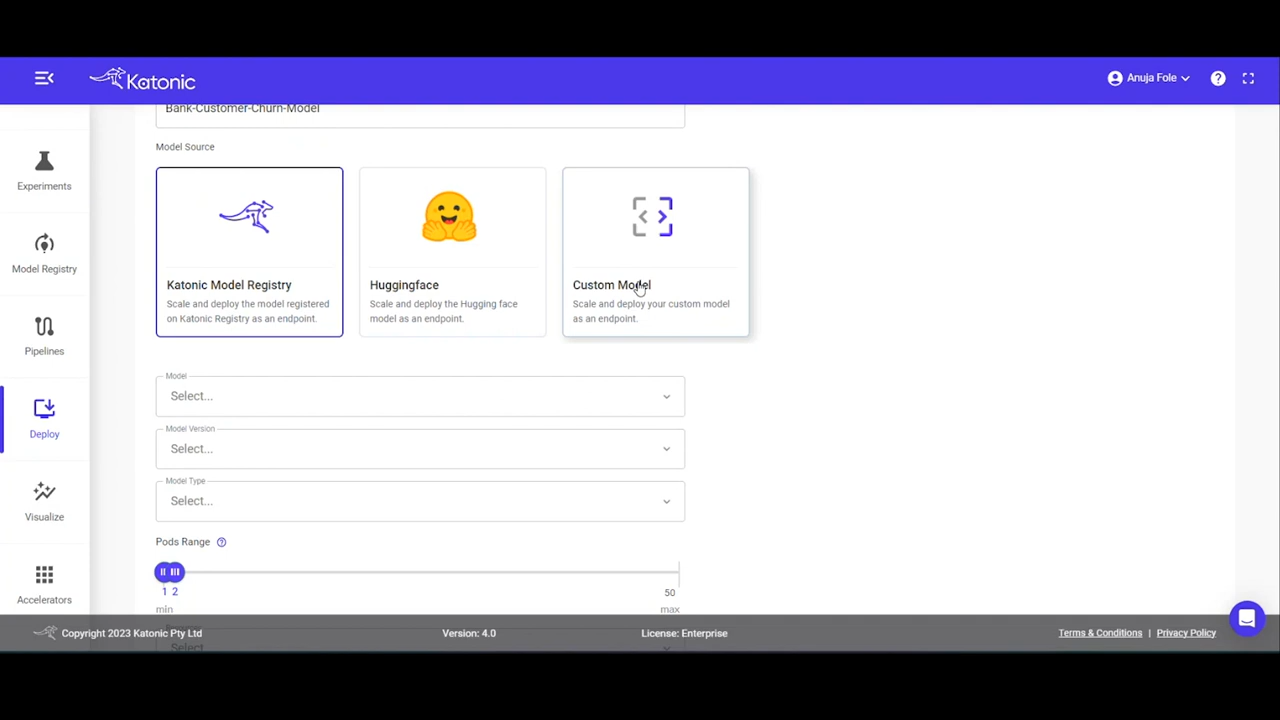 Katonic
Anuja Fole
Bank-Customer-Churn-Model
Model Source
Experiments
Model Registry
Pipelines
Deploy
Visualize
Accelerators
Katonic Model Registry
Scale and deploy the model registered
on Katonic Registry as an endpoint.
Huggingface
Scale and deploy the Hugging face
model as an endpoint.
Custom Model
Scale and deploy your custom model
as an endpoint.
Model
Select...
Model Version
Select...
Model Type
Select...
Pods Range
1 2
50
min
max
Select
Copyright 2023 Katonic Pty Ltd
Version: 4.0
License: Enterprise
Terms & Conditions | Privacy Policy